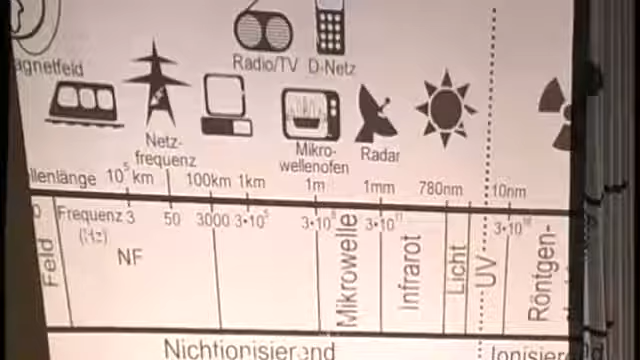 agnetfeld
Radio/TV D-Netz
Netz-
frequenz
Mikro-
wellenofen
Radar
llenlänge 10⁵ km 100km 1km 1m 1mm 780nm 10nm
Frequenz 3 50 3000 3·10⁵ 3·10⁸ 3·10¹¹ 3·10¹⁶
(Hz)
Feld
NF
Mikrowelle
Infrarot
Licht
UV
Röntgen-
Nichtionisierend
Ionisier